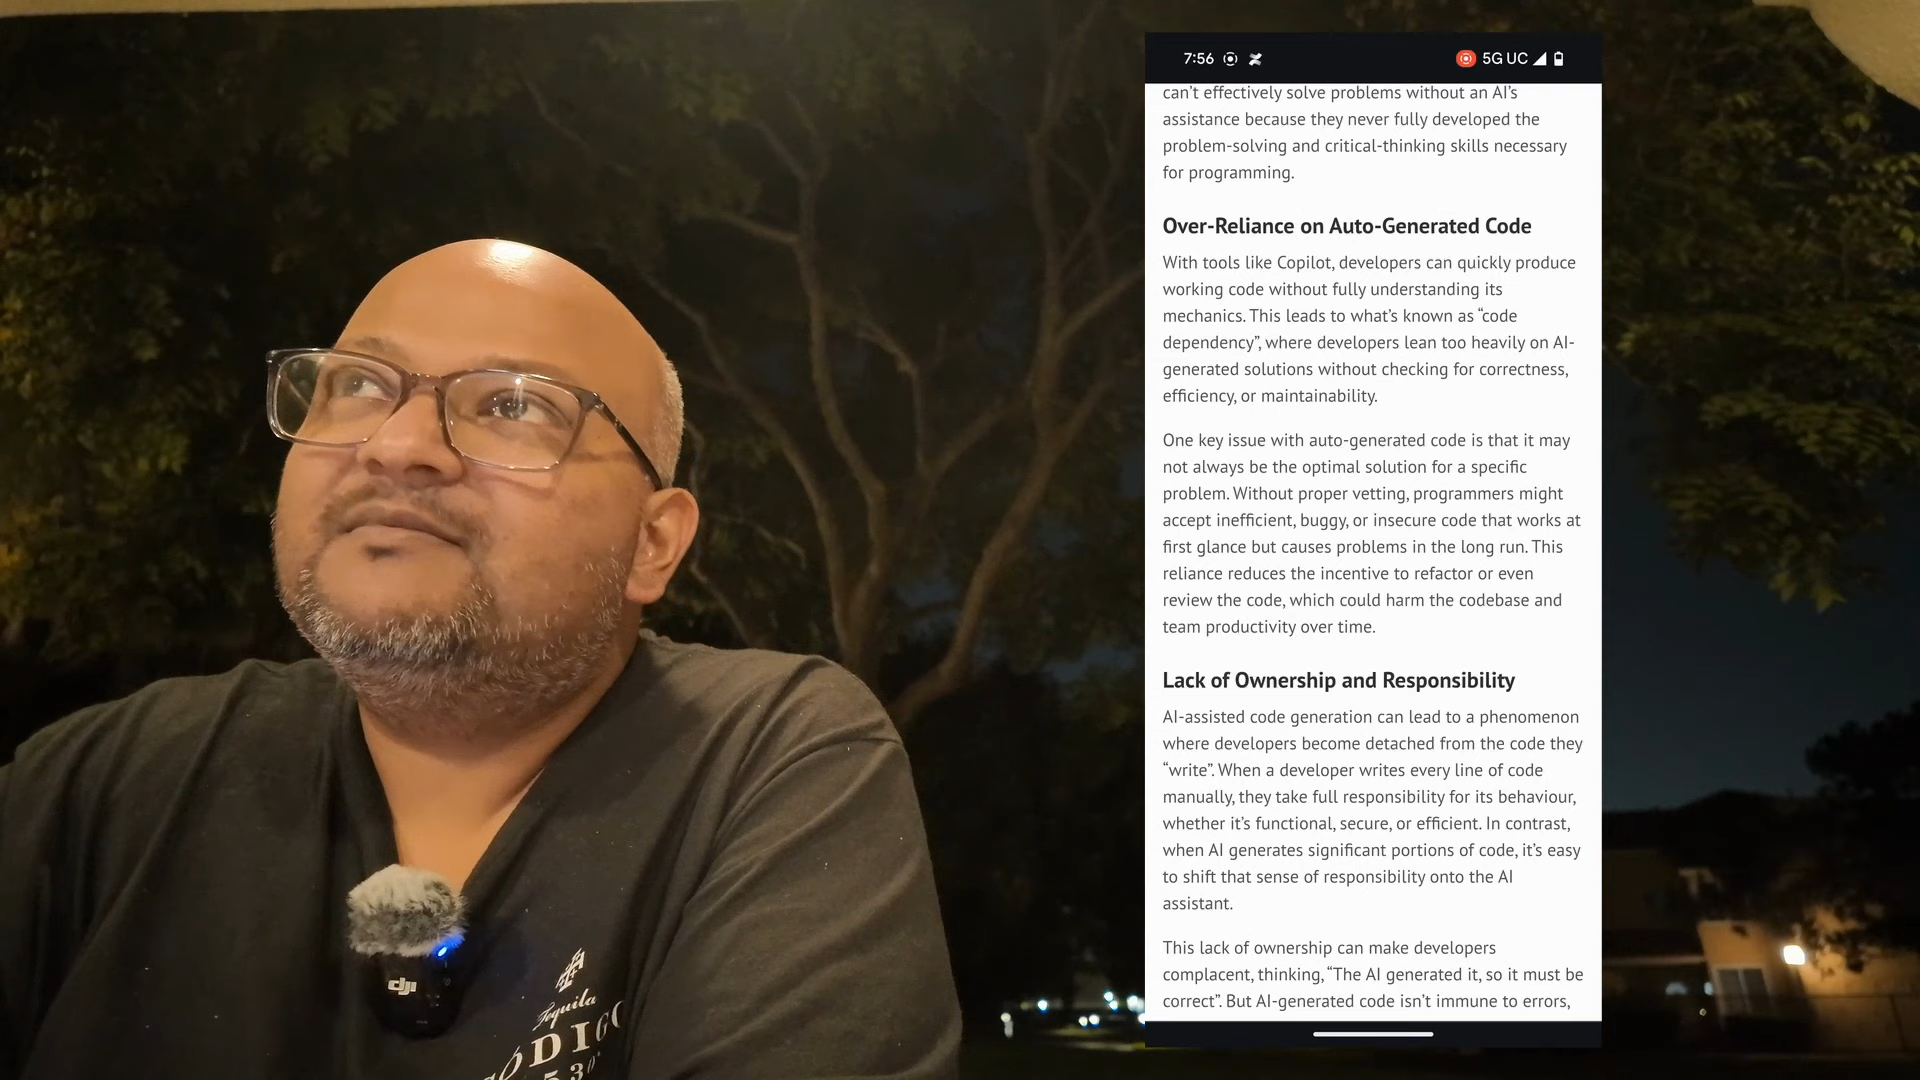 7:56
5G UC
can’t effectively solve problems without an AI’s
assistance because they never fully developed the
problem-solving and critical-thinking skills necessary
for programming.
Over-Reliance on Auto-Generated Code
With tools like Copilot, developers can quickly produce
working code without fully understanding its
mechanics. This leads to what’s known as “code
dependency”, where developers lean too heavily on AI-
generated solutions without checking for correctness,
efficiency, or maintainability.
One key issue with auto-generated code is that it may
not always be the optimal solution for a specific
problem. Without proper vetting, programmers might
accept inefficient, buggy, or insecure code that works at
first glance but causes problems in the long run. This
reliance reduces the incentive to refactor or even
review the code, which could harm the codebase and
team productivity over time.
Lack of Ownership and Responsibility
AI-assisted code generation can lead to a phenomenon
where developers become detached from the code they
“write”. When a developer writes every line of code
manually, they take full responsibility for its behaviour,
whether it’s functional, secure, or efficient. In contrast,
when AI generates significant portions of code, it’s easy
to shift that sense of responsibility onto the AI
assistant.
This lack of ownership can make developers
complacent, thinking, “The AI generated it, so it must be
correct”. But AI-generated code isn’t immune to errors,
dji
Tequila
CÓDIGO
1530